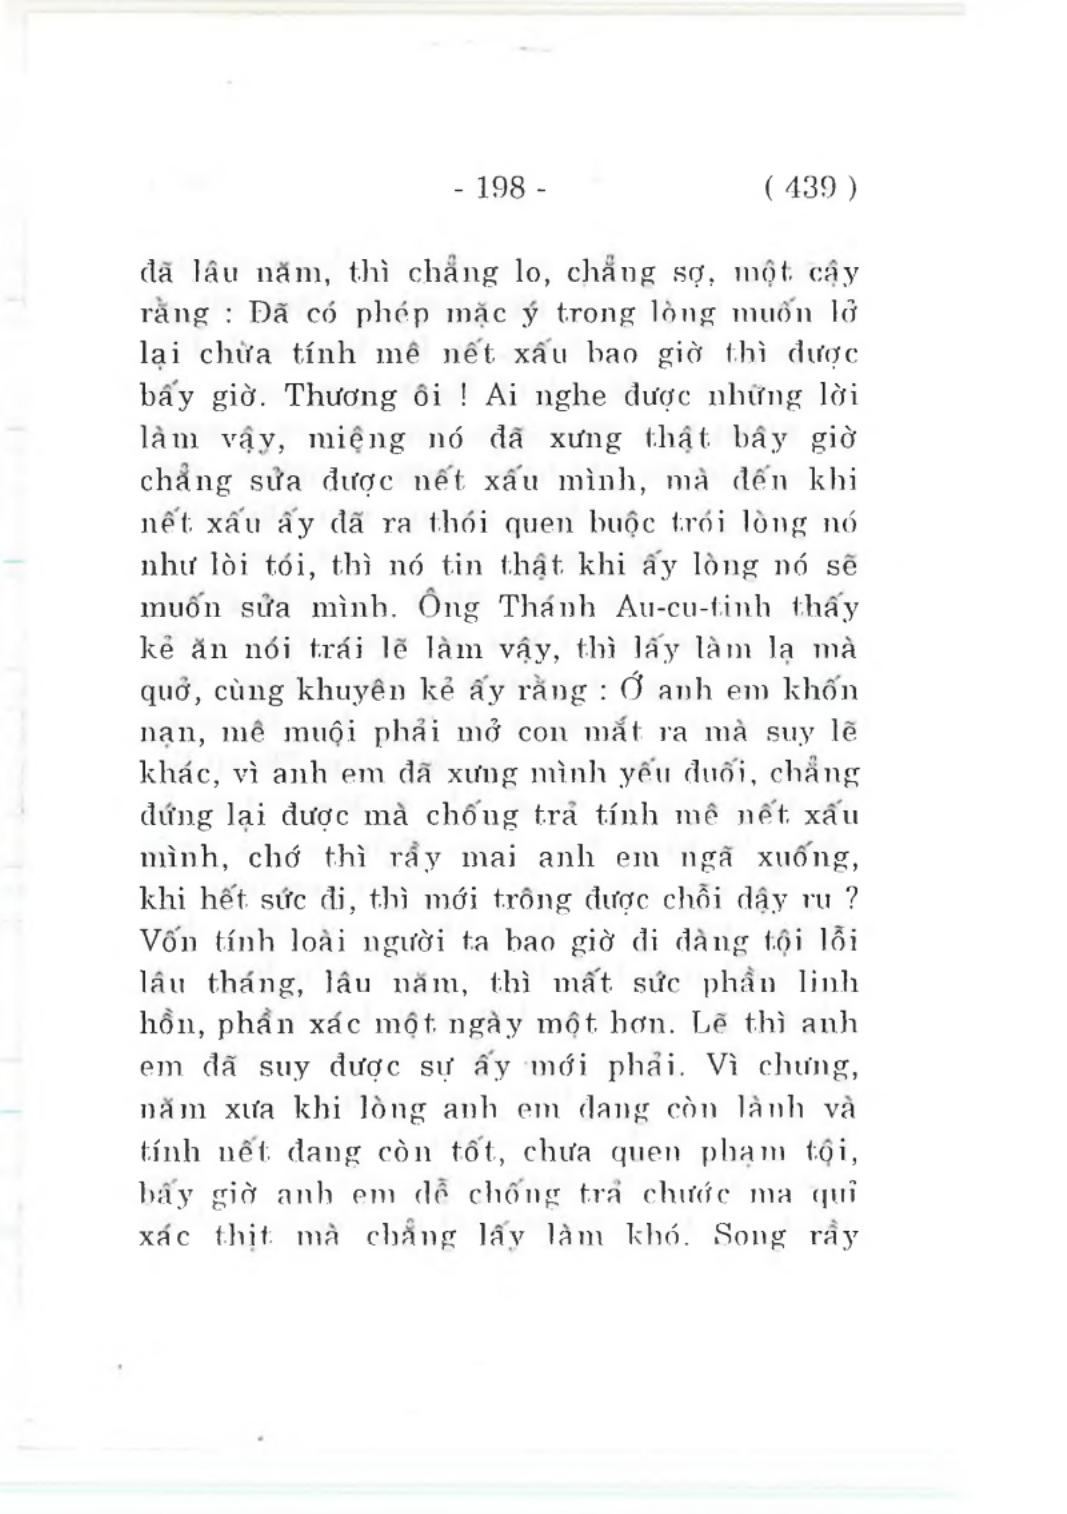 - 198 - ( 439 )
đã lâu năm, thì chẳng lo, chẳng sợ, một cậy
rằng : Đã có phép mặc ý trong lòng muốn lở
lại chừa tính mê nết xấu bao giờ thì được
bấy giờ. Thương ôi ! Ai nghe được những lời
làm vậy, miệng nó đã xưng thật bây giờ
chẳng sửa được nết xấu mình, mà đến khi
nết xấu ấy đã ra thói quen buộc trói lòng nó
như lòi tói, thì nó tin thật khi ấy lòng nó sẽ
muốn sửa mình. Ông Thánh Au-cu-tinh thấy
kẻ ăn nói trái lẽ làm vậy, thì lấy làm lạ mà
quở, cùng khuyên kẻ ấy rằng : Ớ anh em khốn
nạn, mê muội phải mở con mắt ra mà suy lẽ
khác, vì anh em đã xưng mình yếu đuối, chẳng
đứng lại được mà chống trả tính mê nết xấu
mình, chớ thì rầy mai anh em ngã xuống,
khi hết sức đi, thì mới trông được chỗi dậy ru ?
Vốn tính loài người ta bao giờ đi đàng tội lỗi
lâu tháng, lâu năm, thì mất sức phần linh
hồn, phần xác một ngày một hơn. Lẽ thì anh
em đã suy được sự ấy mới phải. Vì chưng,
năm xưa khi lòng anh em đang còn lành và
tính nết đang còn tốt, chưa quen phạm tội,
bấy giờ anh em dễ chống trả chước ma quỉ
xác thịt mà chẳng lấy làm khó. Song rầy